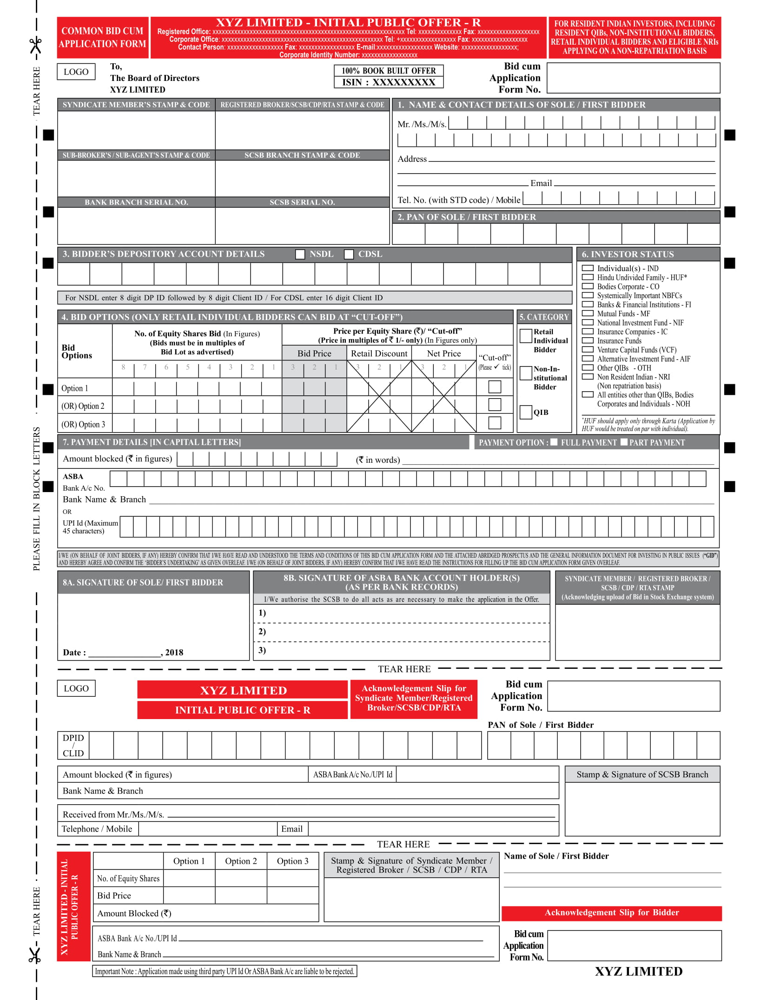 COMMON BID CUM
APPLICATION FORM
XYZ LIMITED - INITIAL PUBLIC OFFER - R
Registered Office: xxxxxxxxxxxxxxxxxxxxxxxxxxxxxxxxxxxxxxxxxxxxxxxxxxxxxxxxxxxxxx Tel: xxxxxxxxxxxxxx Fax: xxxxxxxxxxxxxxxxxxxx
Corporate Office: xxxxxxxxxxxxxxxxxxxxxxxxxxxxxxxxxxxxxxxxxxxxxxxxxxxx Tel: +xxxxxxxxxxxxxxxxxx Fax: xxxxxxxxxxxxxxxxxx
Contact Person: xxxxxxxxxxxxxxxxxx Fax: xxxxxxxxxxxxxxxxxx E-mail:xxxxxxxxxxxxxxxxxx Website: xxxxxxxxxxxxxxxxxx;
Corporate Identity Number: xxxxxxxxxxxxxxxxxx
FOR RESIDENT INDIAN INVESTORS, INCLUDING
RESIDENT QIBs, NON-INSTITUTIONAL BIDDERS,
RETAIL INDIVIDUAL BIDDERS AND ELIGIBLE NRIs
APPLYING ON A NON-REPATRIATION BASIS
LOGO
To,
The Board of Directors
XYZ LIMITED
100% BOOK BUILT OFFER
ISIN : XXXXXXXXX
Bid cum
Application
Form No.
TEAR HERE
SYNDICATE MEMBER'S STAMP & CODE
REGISTERED BROKER/SCSB/CDP/RTA STAMP & CODE
SUB-BROKER'S / SUB-AGENT'S STAMP & CODE
SCSB BRANCH STAMP & CODE
BANK BRANCH SERIAL NO.
SCSB SERIAL NO.
1. NAME & CONTACT DETAILS OF SOLE / FIRST BIDDER
Mr. /Ms./M/s.
Address
Email
Tel. No. (with STD code) / Mobile
2. PAN OF SOLE / FIRST BIDDER
3. BIDDER'S DEPOSITORY ACCOUNT DETAILS NSDL CDSL
For NSDL enter 8 digit DP ID followed by 8 digit Client ID / For CDSL enter 16 digit Client ID
4. BID OPTIONS (ONLY RETAIL INDIVIDUAL BIDDERS CAN BID AT “CUT-OFF”)
Bid
Options
No. of Equity Shares Bid (In Figures)
(Bids must be in multiples of
Bid Lot as advertised)
Price per Equity Share (₹)/ “Cut-off”
(Price in multiples of ₹ 1/- only) (In Figures only)
Bid Price
Retail Discount
Net Price
“Cut-off”
(Please ✓ tick)
8 7 6 5 4 3 2 1 3 2 1 3 2 1 3 2 1
Option 1
(OR) Option 2
(OR) Option 3
5. CATEGORY
Retail
Individual
Bidder
Non-In-
stitutional
Bidder
QIB
6. INVESTOR STATUS
Individual(s) - IND
Hindu Undivided Family - HUF*
Bodies Corporate - CO
Systemically Important NBFCs
Banks & Financial Institutions - FI
Mutual Funds - MF
National Investment Fund - NIF
Insurance Companies - IC
Insurance Funds
Venture Capital Funds (VCF)
Alternative Investment Fund - AIF
Other QIBs - OTH
Non Resident Indian - NRI
(Non repatriation basis)
All entities other than QIBs, Bodies
Corporates and Individuals - NOH
*HUF should apply only through Karta (Application by
HUF would be treated on par with individual).
PLEASE FILL IN BLOCK LETTERS
7. PAYMENT DETAILS [IN CAPITAL LETTERS]
PAYMENT OPTION : FULL PAYMENT PART PAYMENT
Amount blocked (₹ in figures)
(₹ in words)
ASBA
Bank A/c No.
Bank Name & Branch
OR
UPI Id (Maximum
45 characters)
I/WE (ON BEHALF OF JOINT BIDDERS, IF ANY) HEREBY CONFIRM THAT I/WE HAVE READ AND UNDERSTOOD THE TERMS AND CONDITIONS OF THIS BID CUM APPLICATION FORM AND THE ATTACHED ABRIDGED PROSPECTUS AND THE GENERAL INFORMATION DOCUMENT FOR INVESTING IN PUBLIC ISSUES (“GID”)
AND HEREBY AGREE AND CONFIRM THE ‘BIDDER'S UNDERTAKING’ AS GIVEN OVERLEAF. I/WE (ON BEHALF OF JOINT BIDDERS, IF ANY) HEREBY CONFIRM THAT I/WE HAVE READ THE INSTRUCTIONS FOR FILLING UP THE BID CUM APPLICATION FORM GIVEN OVERLEAF.
8A. SIGNATURE OF SOLE/ FIRST BIDDER
Date : , 2018
8B. SIGNATURE OF ASBA BANK ACCOUNT HOLDER(S)
(AS PER BANK RECORDS)
I/We authorise the SCSB to do all acts as are necessary to make the application in the Offer.
1)
2)
3)
SYNDICATE MEMBER / REGISTERED BROKER /
SCSB / CDP / RTA STAMP
(Acknowledging upload of Bid in Stock Exchange system)
TEAR HERE
LOGO
XYZ LIMITED
INITIAL PUBLIC OFFER - R
Acknowledgement Slip for
Syndicate Member/Registered
Broker/SCSB/CDP/RTA
Bid cum
Application
Form No.
PAN of Sole / First Bidder
DPID
/
CLID
Amount blocked (₹ in figures)
ASBA Bank A/c No./UPI Id
Bank Name & Branch
Stamp & Signature of SCSB Branch
Received from Mr./Ms./M/s.
Telephone / Mobile
Email
TEAR HERE
TEAR HERE
XYZ LIMITED - INITIAL
PUBLIC OFFER - R
Option 1 Option 2 Option 3
No. of Equity Shares
Bid Price
Amount Blocked (₹)
Stamp & Signature of Syndicate Member /
Registered Broker / SCSB / CDP / RTA
Name of Sole / First Bidder
Acknowledgement Slip for Bidder
ASBA Bank A/c No./UPI Id
Bank Name & Branch
Bid cum
Application
Form No.
Important Note : Application made using third party UPI Id Or ASBA Bank A/c are liable to be rejected.
XYZ LIMITED